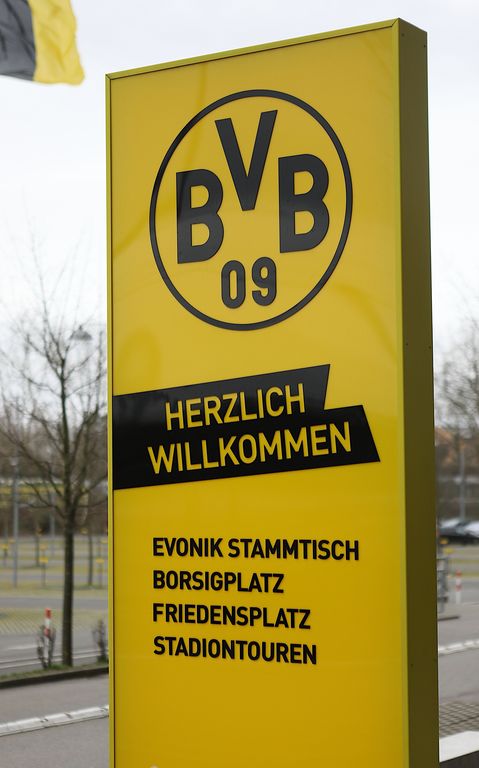 BVB
09
HERZLICH
WILLKOMMEN
EVONIK STAMMTISCH
BORSIGPLATZ
FRIEDENSPLATZ
STADIONTOUREN